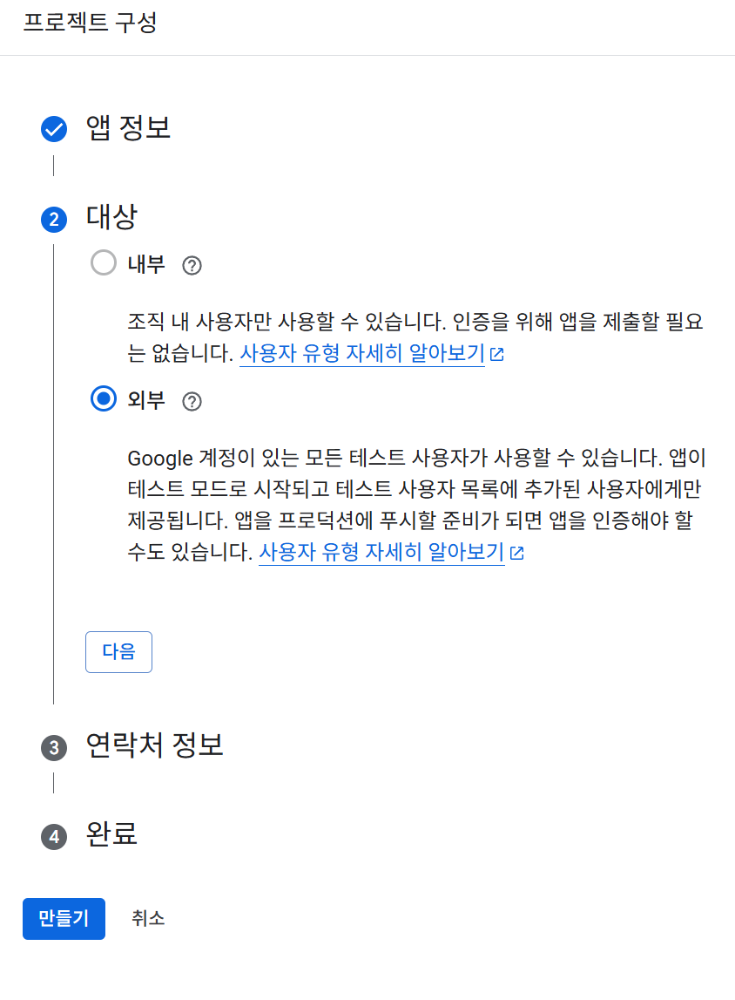 프로젝트 구성
앱 정보
2 대상
내부
조직 내 사용자만 사용할 수 있습니다. 인증을 위해 앱을 제출할 필요
는 없습니다. 사용자 유형 자세히 알아보기
외부
Google 계정이 있는 모든 테스트 사용자가 사용할 수 있습니다. 앱이
테스트 모드로 시작되고 테스트 사용자 목록에 추가된 사용자에게만
제공됩니다. 앱을 프로덕션에 푸시할 준비가 되면 앱을 인증해야 할
수도 있습니다. 사용자 유형 자세히 알아보기
다음
3 연락처 정보
4 완료
만들기 취소